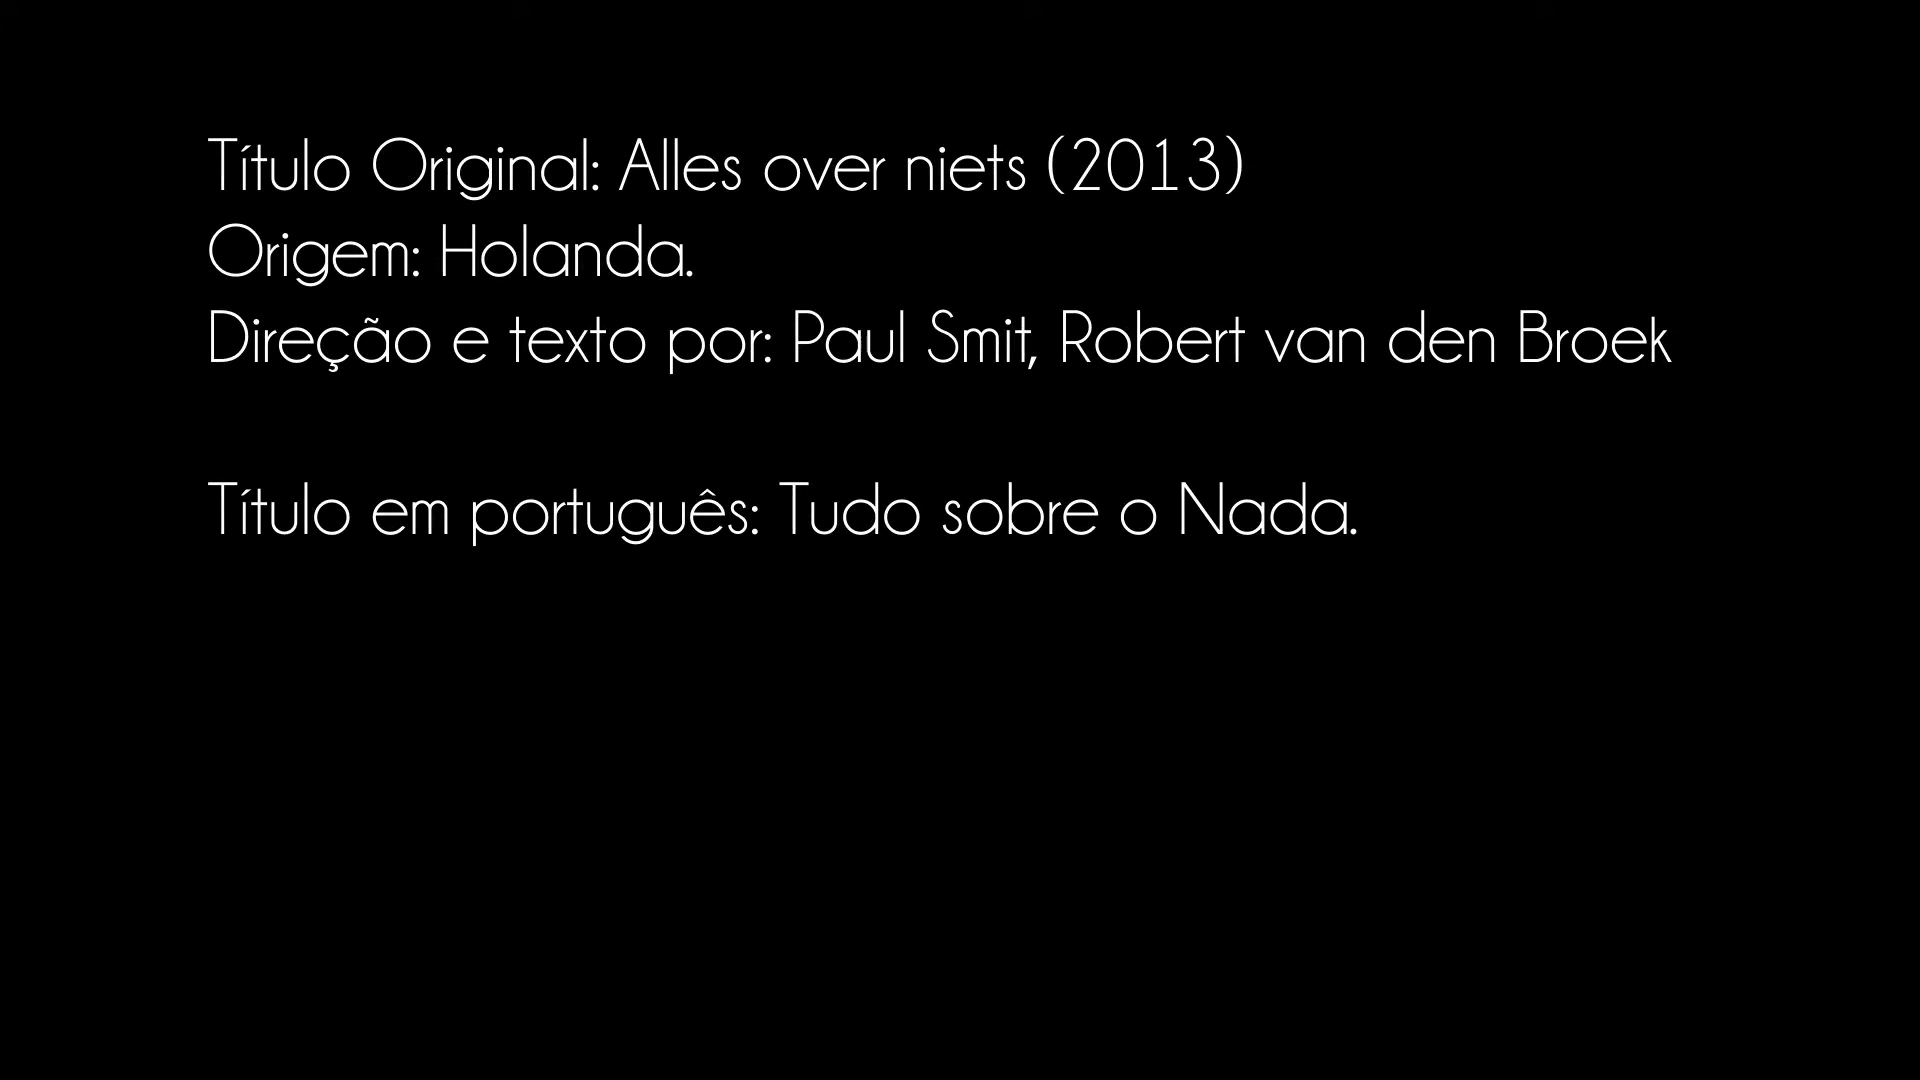 Título Original: Alles over niets (2013)
Origem: Holanda.
Direção e texto por: Paul Smit, Robert van den Broek
Título em português: Tudo sobre o Nada.